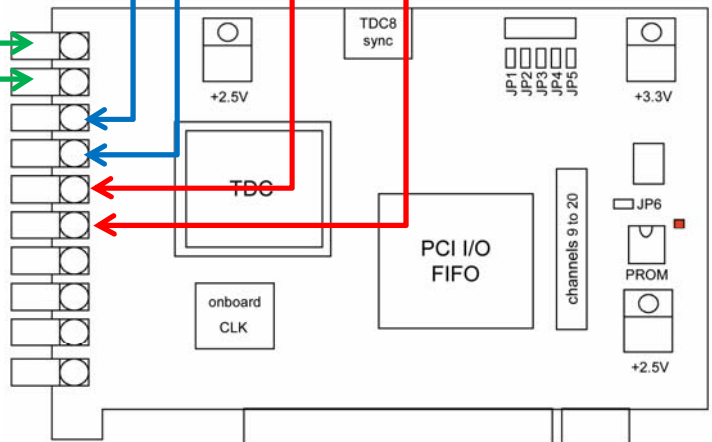 TDC8
sync
+2.5V
JP1
JP2
JP3
JP4
JP5
+3.3V
TDC
JP6
channels 9 to 20
PCI I/O
FIFO
PROM
onboard
CLK
+2.5V